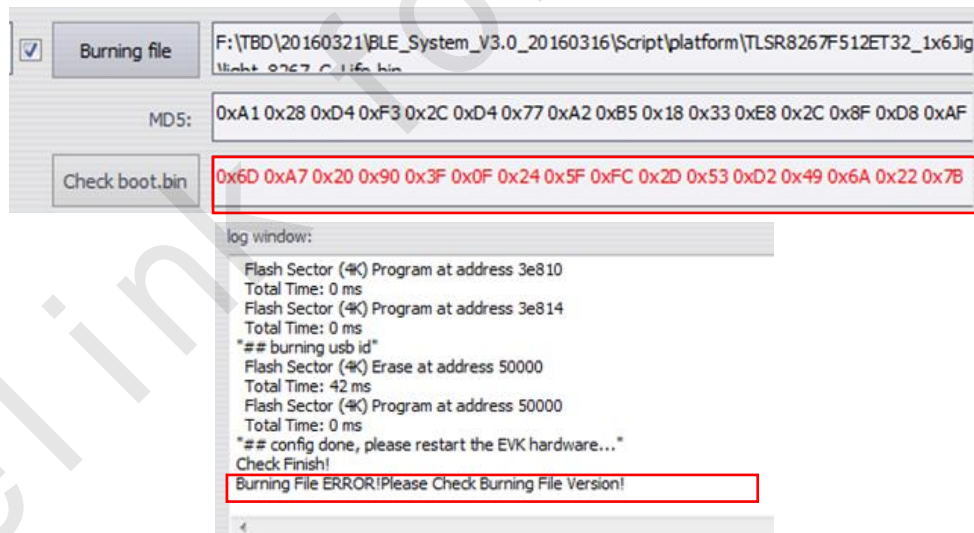 Burning file
F:\TBD\20160321\BLE_System_V3.0_20160316\Script\platform\TLSR8267F512ET32_1x6Jig
\light_8267_C_Life.bin
MD5:
0xA1 0x28 0xD4 0xF3 0x2C 0xD4 0x77 0xA2 0xB5 0x18 0x33 0xE8 0x2C 0x8F 0xD8 0xAF
Check boot.bin
0x6D 0xA7 0x20 0x90 0x3F 0x0F 0x24 0x5F 0xFC 0x2D 0x53 0xD2 0x49 0x6A 0x22 0x7B
log window:
Flash Sector (4K) Program at address 3e810
Total Time: 0 ms
Flash Sector (4K) Program at address 3e814
Total Time: 0 ms
"## burning usb id"
Flash Sector (4K) Erase at address 50000
Total Time: 42 ms
Flash Sector (4K) Program at address 50000
Total Time: 0 ms
"## config done, please restart the EVK hardware..."
Check Finish!
Burning File ERROR!Please Check Burning File Version!